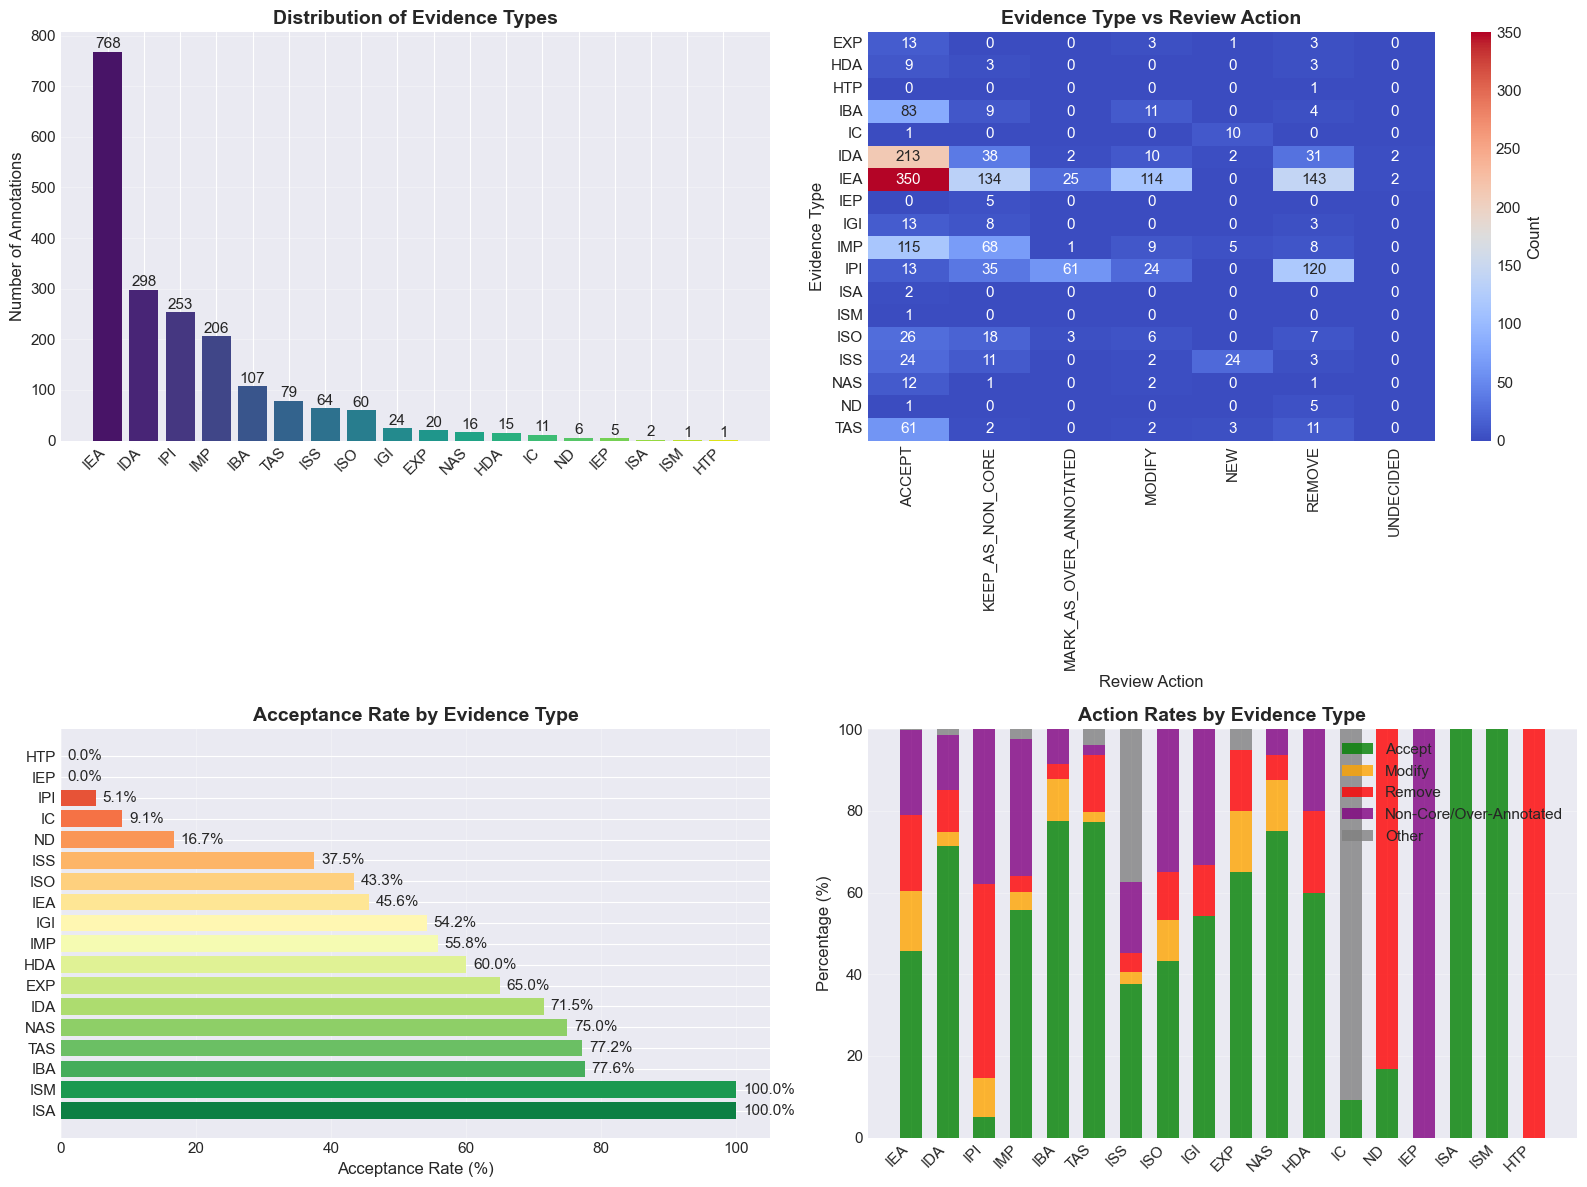 Distribution of Evidence Types
Number of Annotations
800
700
600
500
400
300
200
100
0
768
298
253
206
107
79
64
60
24
20
16
15
11
6
5
2
1
1
IEA
IDA
IPI
IMP
IBA
TAS
ISS
ISO
IGI
EXP
NAS
HDA
IC
ND
IEP
ISA
ISM
HTP
Evidence Type vs Review Action
Evidence Type
EXP 13 0 0 3 1 3 0
HDA 9 3 0 0 0 3 0
HTP 0 0 0 0 0 1 0
IBA 83 9 0 11 0 4 0
IC 1 0 0 0 10 0 0
IDA 213 38 2 10 2 31 2
IEA 350 134 25 114 0 143 2
IEP 0 5 0 0 0 0 0
IGI 13 8 0 0 0 3 0
IMP 115 68 1 9 5 8 0
IPI 13 35 61 24 0 120 0
ISA 2 0 0 0 0 0 0
ISM 1 0 0 0 0 0 0
ISO 26 18 3 6 0 7 0
ISS 24 11 0 2 24 3 0
NAS 12 1 0 2 0 1 0
ND 1 0 0 0 0 5 0
TAS 61 2 0 2 3 11 0
ACCEPT
KEEP_AS_NON_CORE
MARK_AS_OVER_ANNOTATED
MODIFY
NEW
REMOVE
UNDECIDED
Review Action
350
300
250
200
150
100
50
0
Count
Acceptance Rate by Evidence Type
HTP 0.0%
IEP 0.0%
IPI 5.1%
IC 9.1%
ND 16.7%
ISS 37.5%
ISO 43.3%
IEA 45.6%
IGI 54.2%
IMP 55.8%
HDA 60.0%
EXP 65.0%
IDA 71.5%
NAS 75.0%
TAS 77.2%
IBA 77.6%
ISM 100.0%
ISA 100.0%
0 20 40 60 80 100
Acceptance Rate (%)
Action Rates by Evidence Type
Percentage (%)
100
80
60
40
20
0
Accept
Modify
Remove
Non-Core/Over-Annotated
Other
IEA
IDA
IPI
IMP
IBA
TAS
ISS
ISO
IGI
EXP
NAS
HDA
IC
ND
IEP
ISA
ISM
HTP